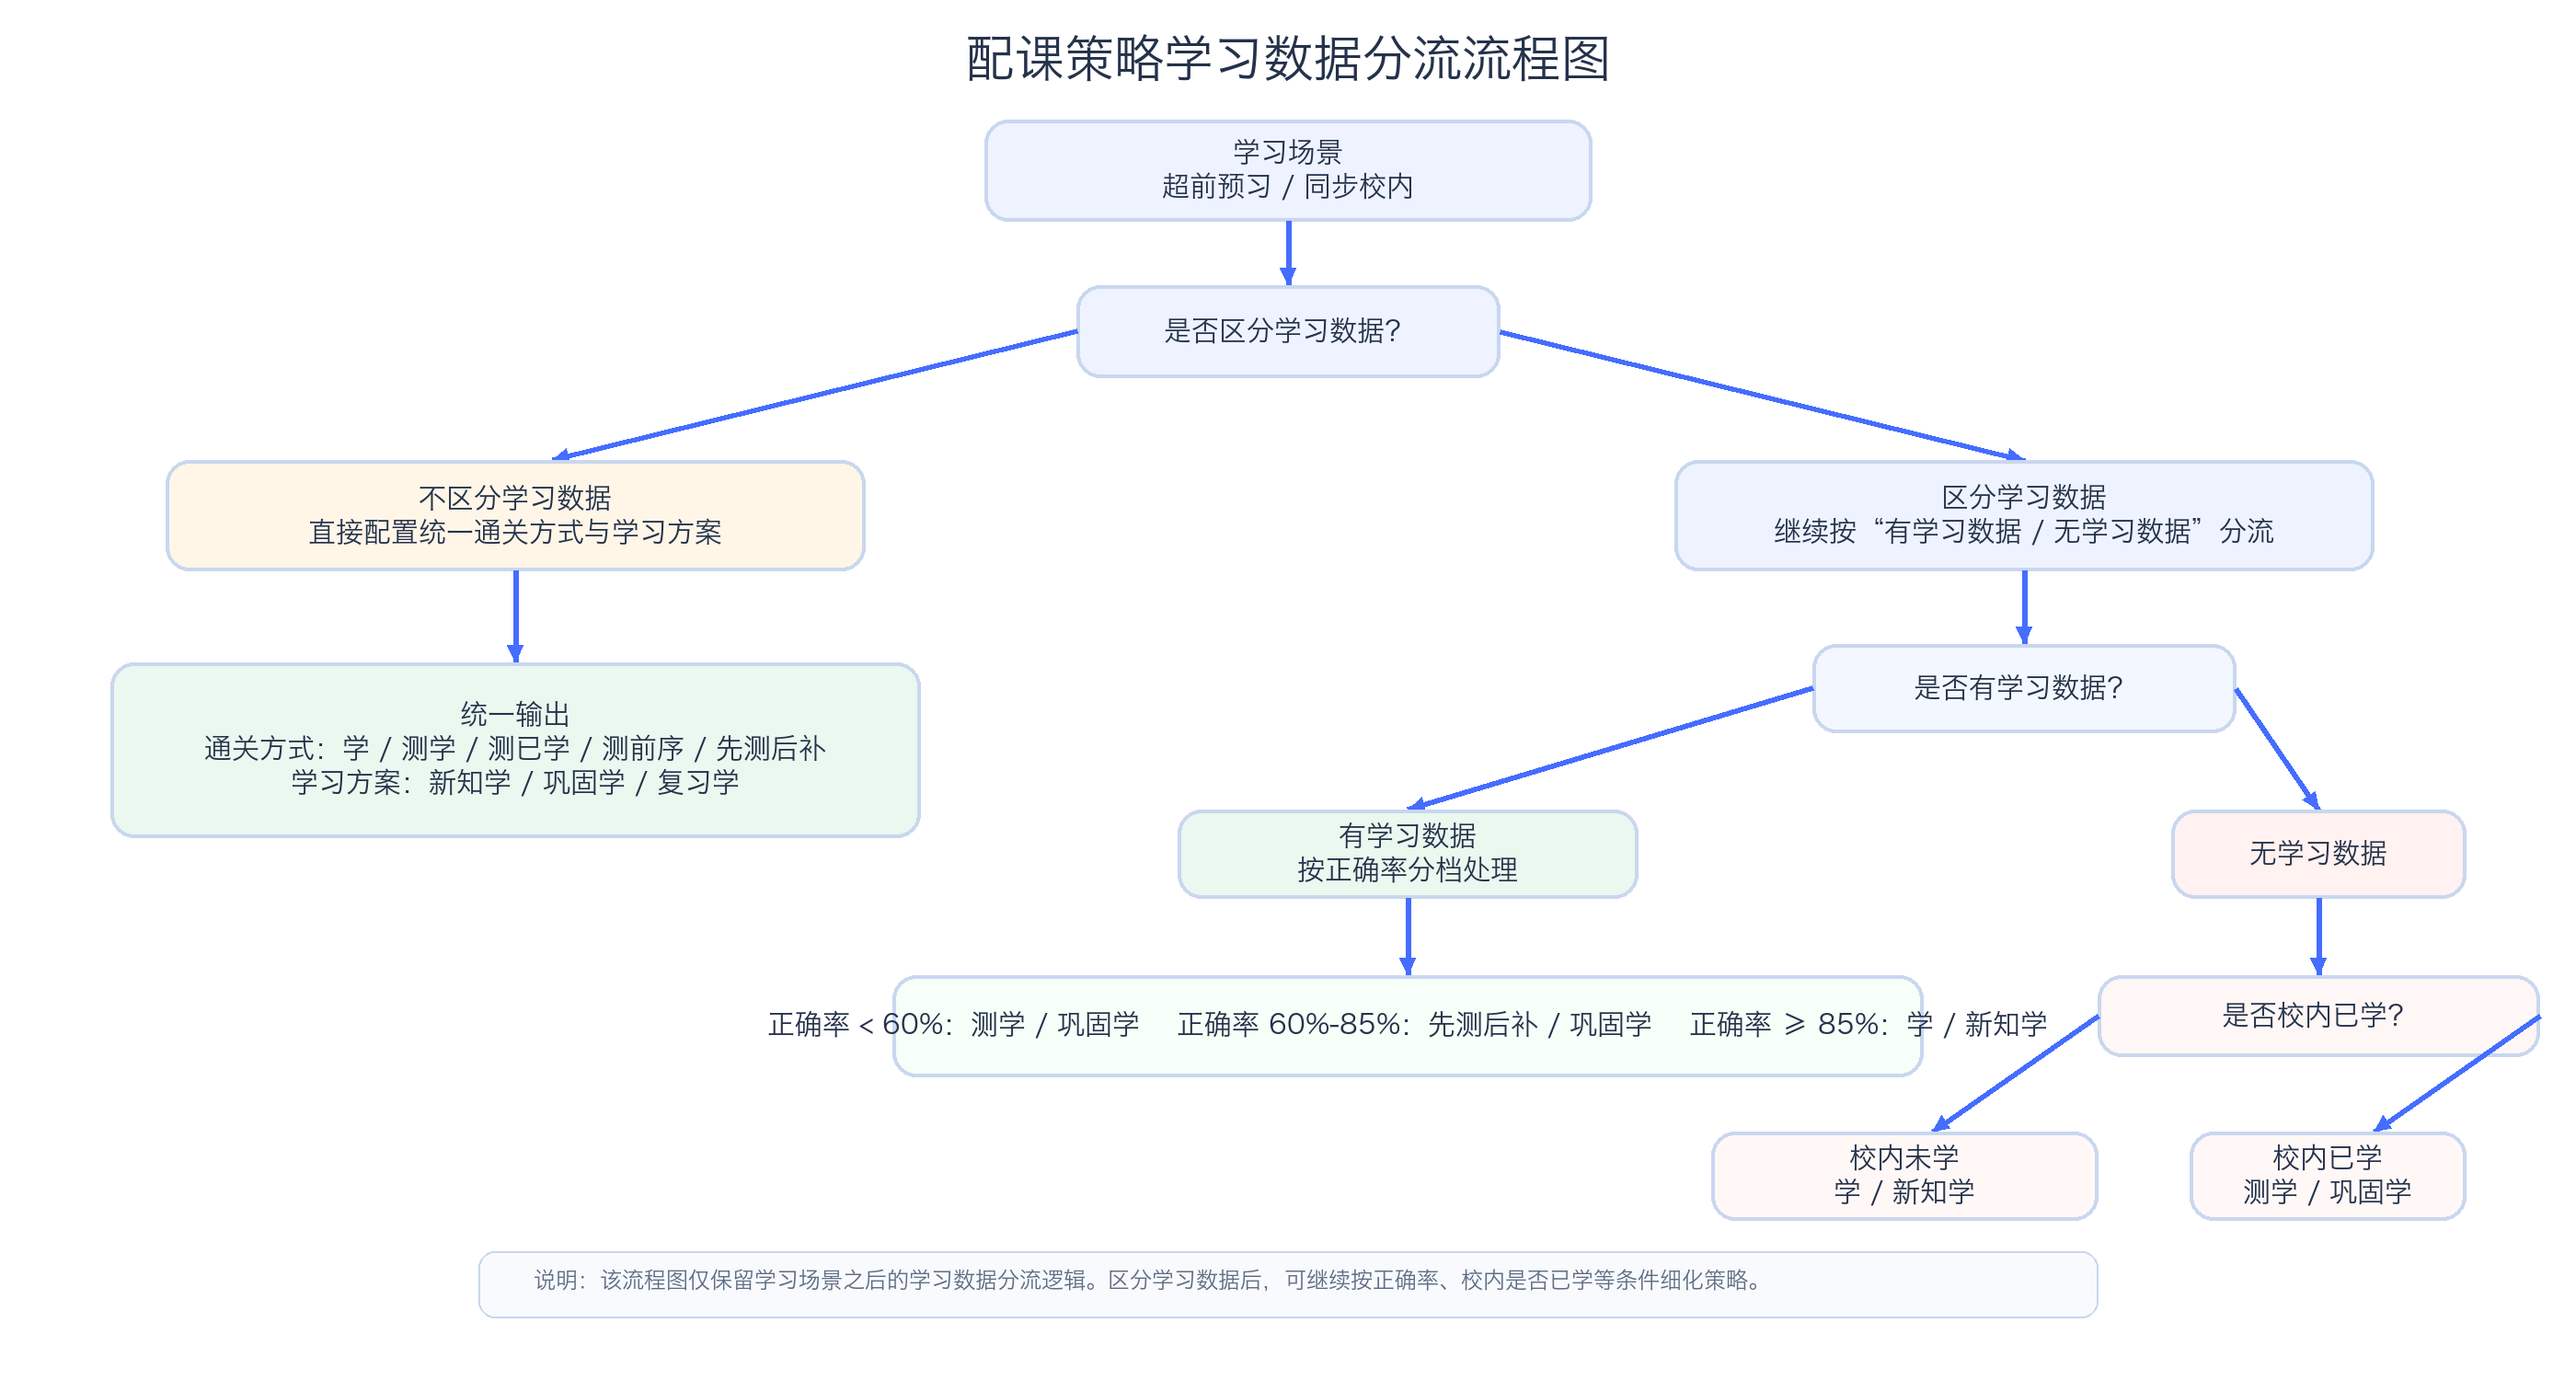 配课策略学习数据分流流程图
学习场景
超前预习 / 同步校内
是否区分学习数据?
不区分学习数据
直接配置统一通关方式与学习方案
区分学习数据
继续按“有学习数据 / 无学习数据”分流
统一输出
通关方式：学 / 测学 / 测已学 / 测前序 / 先测后补
学习方案：新知学 / 巩固学 / 复习学
是否有学习数据?
有学习数据
按正确率分档处理
无学习数据
正确率 < 60%：测学 / 巩固学 正确率 60%-85%：先测后补 / 巩固学 正确率 ≥ 85%：学 / 新知学
是否校内已学?
校内未学
学 / 新知学
校内已学
测学 / 巩固学
说明：该流程图仅保留学习场景之后的学习数据分流逻辑。区分学习数据后，可继续按正确率、校内是否已学等条件细化策略。